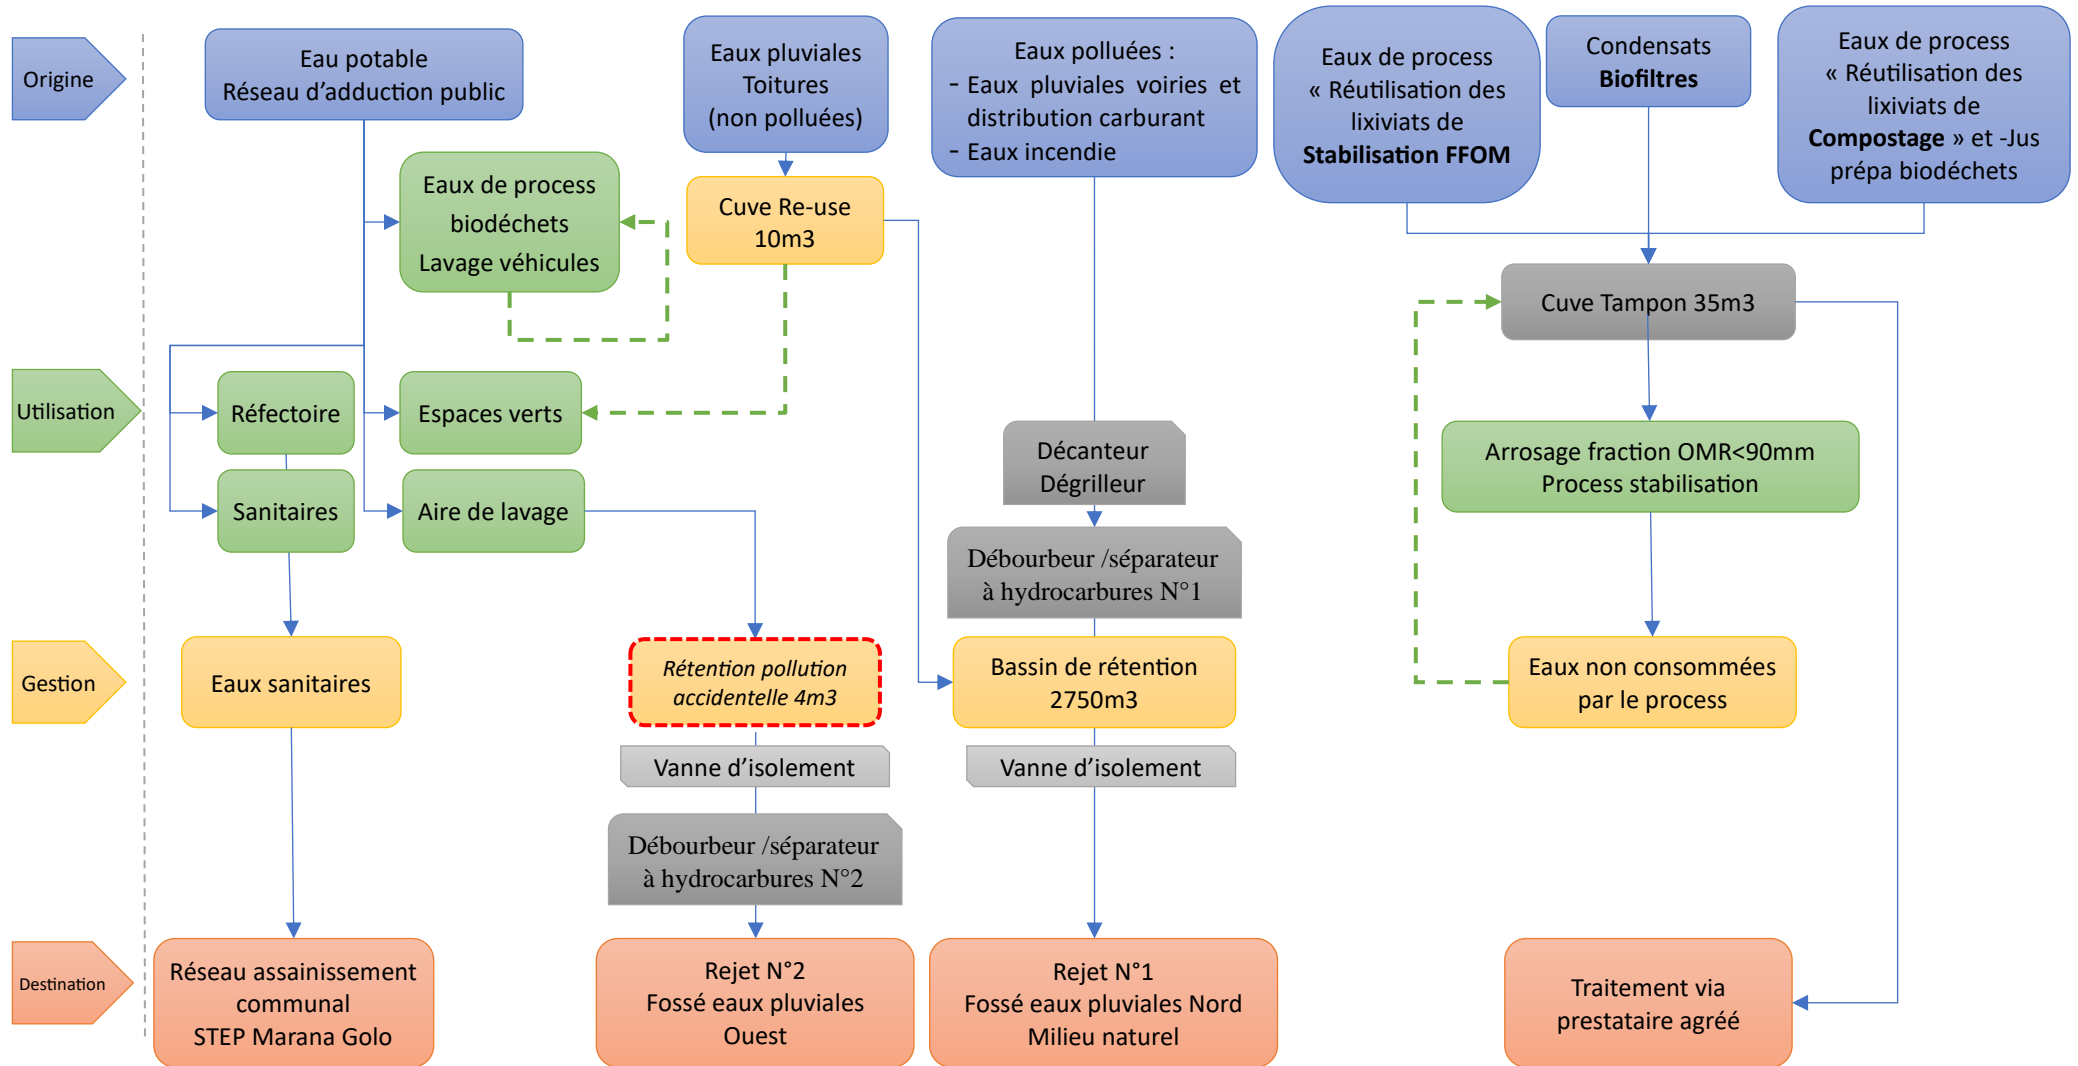 Origine
Eau potable
Réseau d'adduction public
Eaux pluviales
Toitures
(non polluées)
Eaux polluées :
- Eaux pluviales voiries et
distribution carburant
- Eaux incendie
Eaux de process
« Réutilisation des
lixiviats de
Stabilisation FFOM
Condensats
Biofiltres
Eaux de process
« Réutilisation des
lixiviats de
Compostage » et -Jus
prépa biodéchets
Eaux de process
biodéchets
Lavage véhicules
Cuve Re-use
10m3
Cuve Tampon 35m3
Utilisation
Réfectoire
Espaces verts
Sanitaires
Aire de lavage
Décanteur
Dégrilleur
Arrosage fraction OMR<90mm
Process stabilisation
Débourbeur /séparateur
à hydrocarbures N°1
Gestion
Eaux sanitaires
Rétention pollution
accidentelle 4m3
Bassin de rétention
2750m3
Eaux non consommées
par le process
Vanne d'isolement
Vanne d'isolement
Débourbeur /séparateur
à hydrocarbures N°2
Destination
Réseau assainissement
communal
STEP Marana Golo
Rejet N°2
Fossé eaux pluviales
Ouest
Rejet N°1
Fossé eaux pluviales Nord
Milieu naturel
Traitement via
prestataire agréé